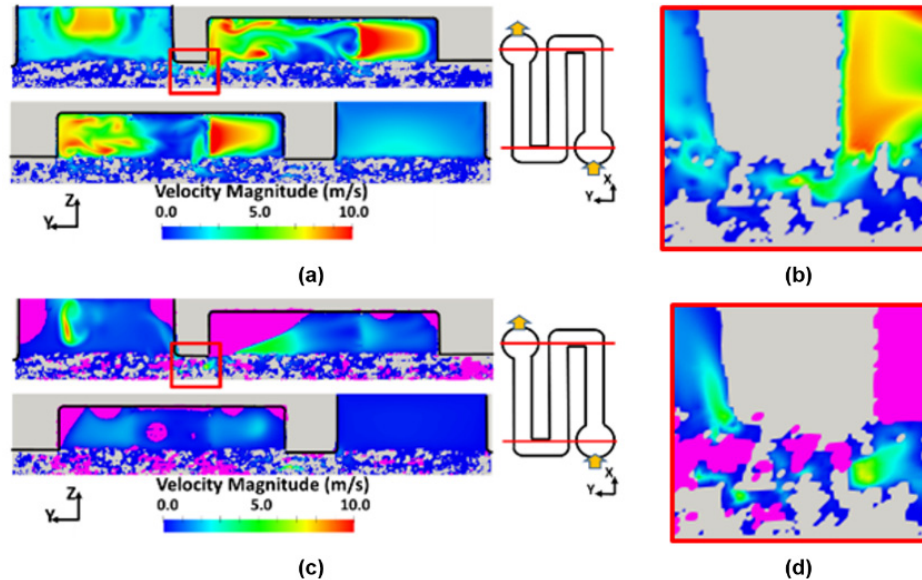 X
Y
Z
Y
Velocity Magnitude (m/s)
0.0 5.0 10.0
(a)
(b)
X
Y
Z
Y
Velocity Magnitude (m/s)
0.0 5.0 10.0
(c)
(d)